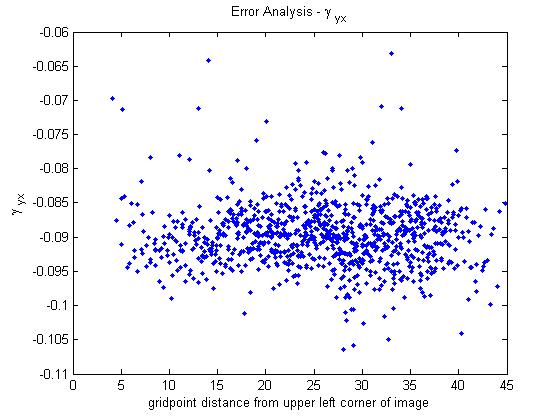 Error Analysis - γ yx
-0.06
-0.065
-0.07
-0.075
-0.08
-0.085
-0.09
-0.095
-0.1
-0.105
-0.11
γ yx
0 5 10 15 20 25 30 35 40 45
gridpoint distance from upper left corner of image